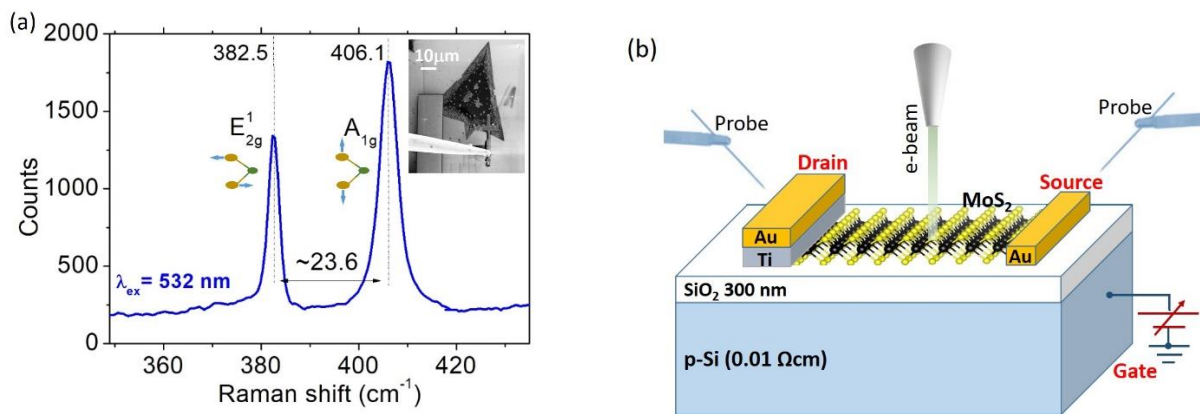 (a)
2000
1500
1000
500
0
Counts
382.5
406.1
10μm
E¹₂g
A₁g
~23.6
λex= 532 nm
360 380 400 420
Raman shift (cm⁻¹)
(b)
Probe
e-beam
Probe
Drain
Source
MoS₂
Au
Ti
Au
SiO₂ 300 nm
p-Si (0.01 Ωcm)
Gate